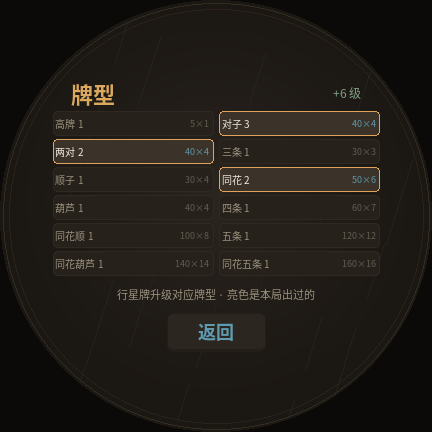 牌型 +6 级
高牌 1 5×1 对子 3 40×4
两对 2 40×4 三条 1 30×3
顺子 1 30×4 同花 2 50×6
葫芦 1 40×4 四条 1 60×7
同花顺 1 100×8 五条 1 120×12
同花葫芦 1 140×14 同花五条 1 160×16
行星牌升级对应牌型 · 亮色是本局出过的
返回